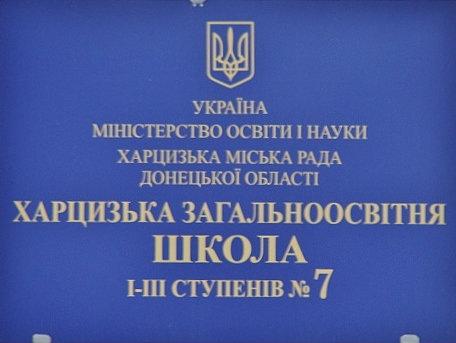 УКРАЇНА
МІНІСТЕРСТВО ОСВІТИ І НАУКИ
ХАРЦИЗЬКА МІСЬКА РАДА
ДОНЕЦЬКОЇ ОБЛАСТІ
ХАРЦИЗЬКА ЗАГАЛЬНООСВІТНЯ
ШКОЛА
І-ІІІ СТУПЕНІВ № 7